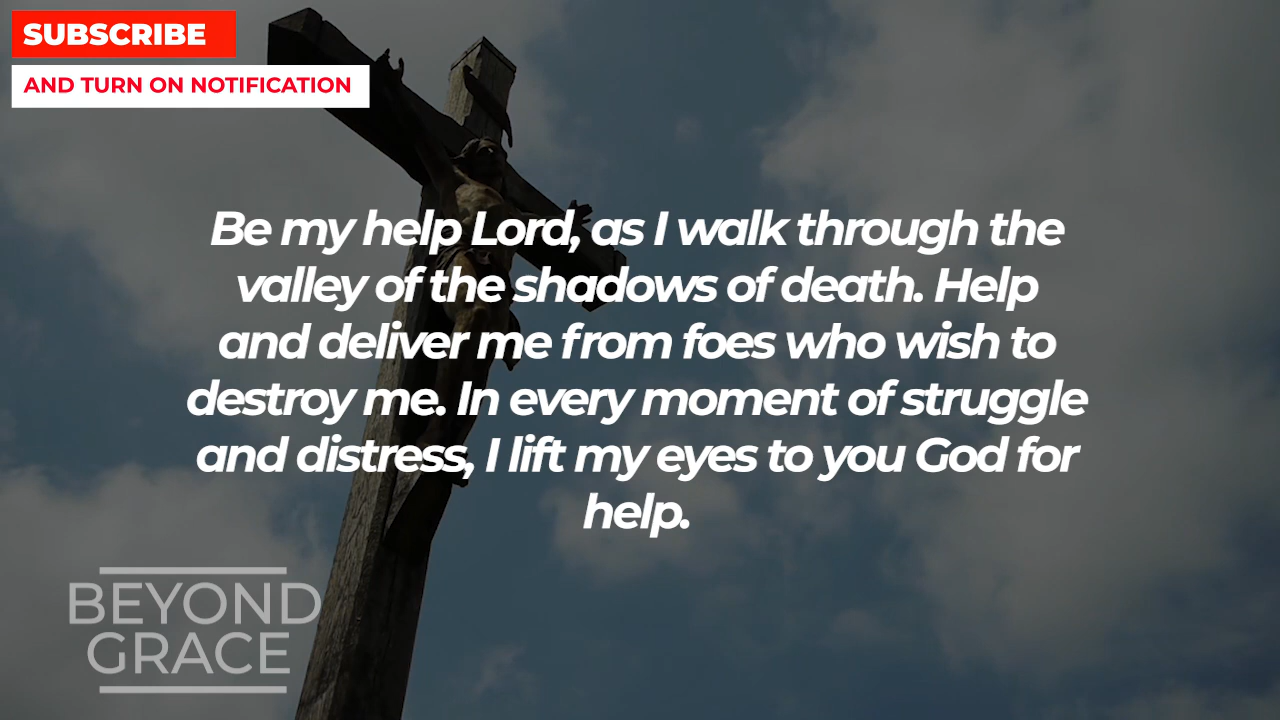 SUBSCRIBE
AND TURN ON NOTIFICATION
Be my help Lord, as I walk through the
valley of the shadows of death. Help
and deliver me from foes who wish to
destroy me. In every moment of struggle
and distress, I lift my eyes to you God for
help.
BEYOND
GRACE